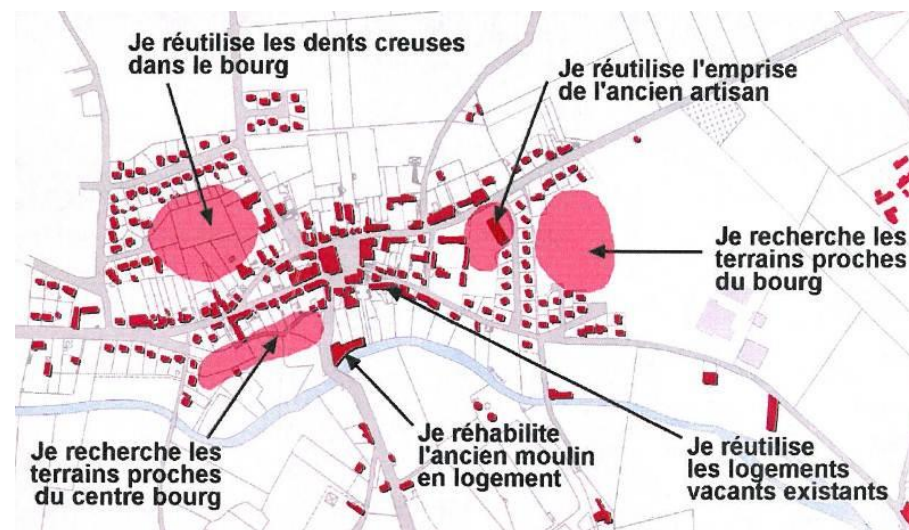 Je réutilise les dents creuses
dans le bourg
Je réutilise l'emprise
de l'ancien artisan
Je recherche les
terrains proches
du bourg
Je recherche les
terrains proches
du centre bourg
Je réhabilite
l'ancien moulin
en logement
Je réutilise
les logements
vacants existants